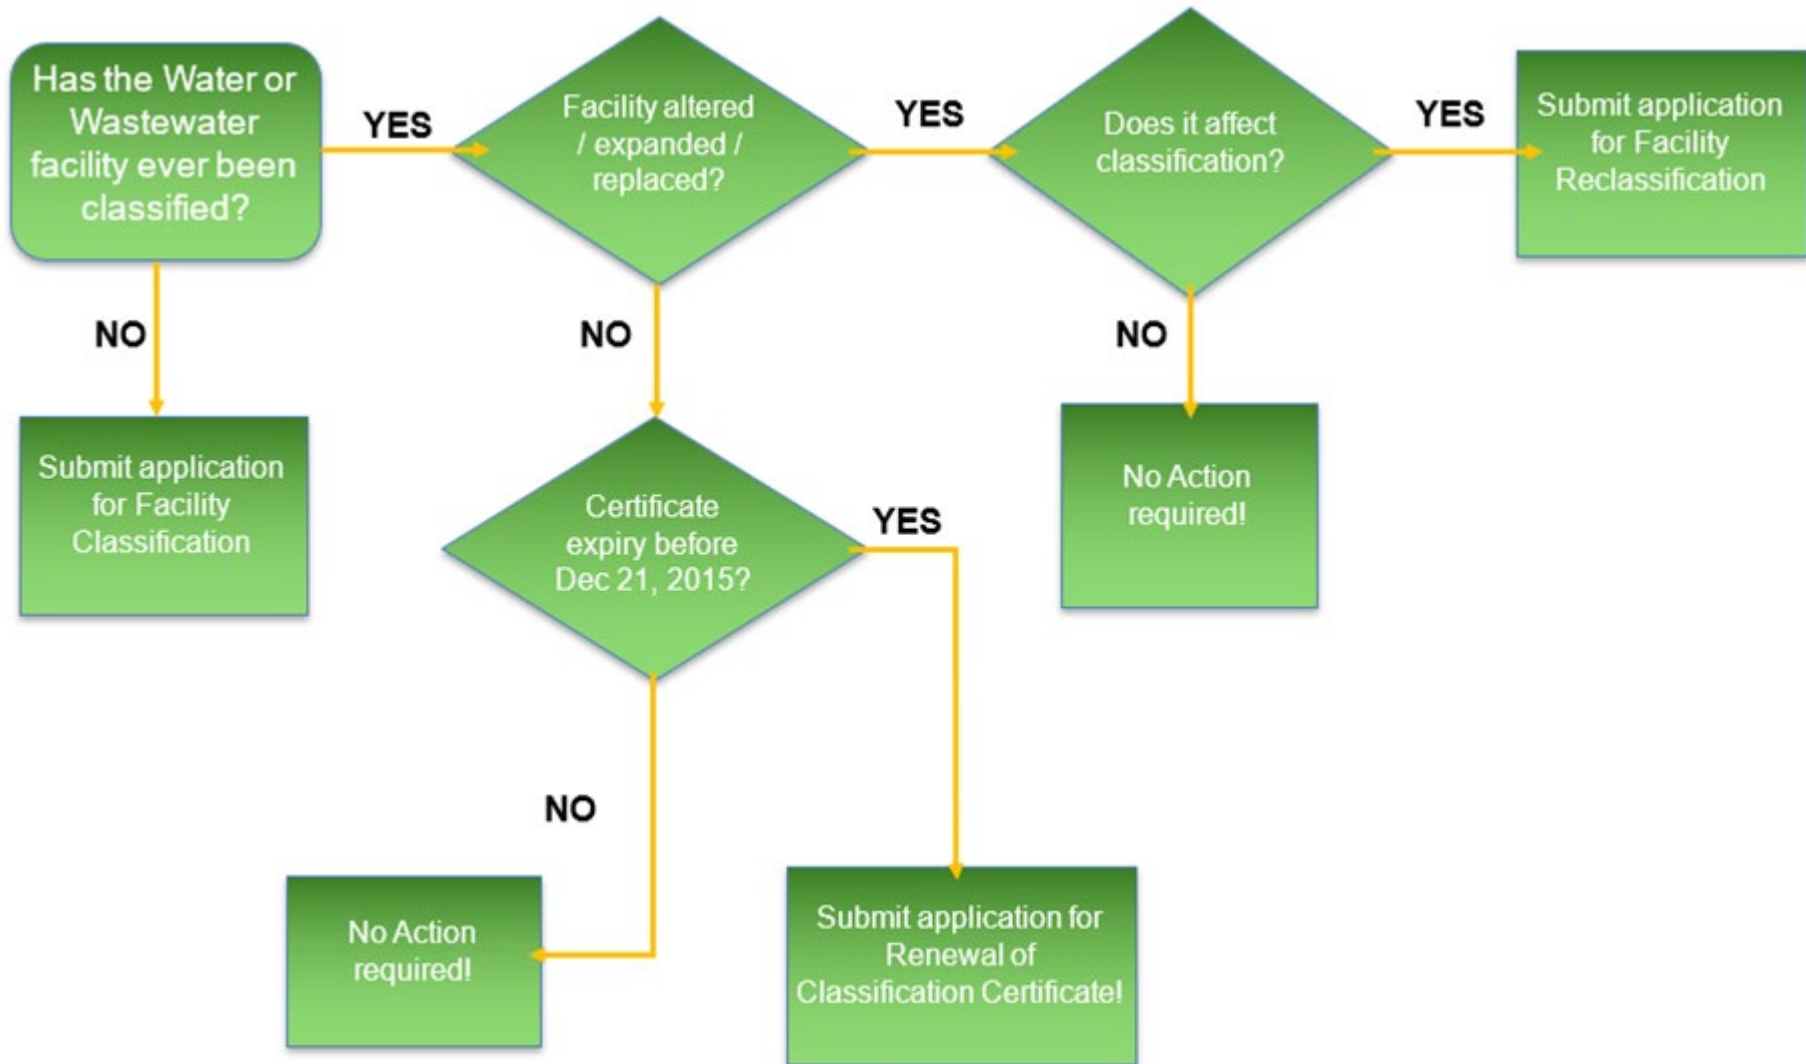 Has the Water or
Wastewater
facility ever been
classified?
YES
Facility altered
/ expanded /
replaced?
YES
Does it affect
classification?
YES
Submit application
for Facility
Reclassification
NO
NO
NO
Submit application
for Facility
Classification
Certificate
expiry before
Dec 21, 2015?
YES
No Action
required!
NO
No Action
required!
Submit application for
Renewal of
Classification Certificate!